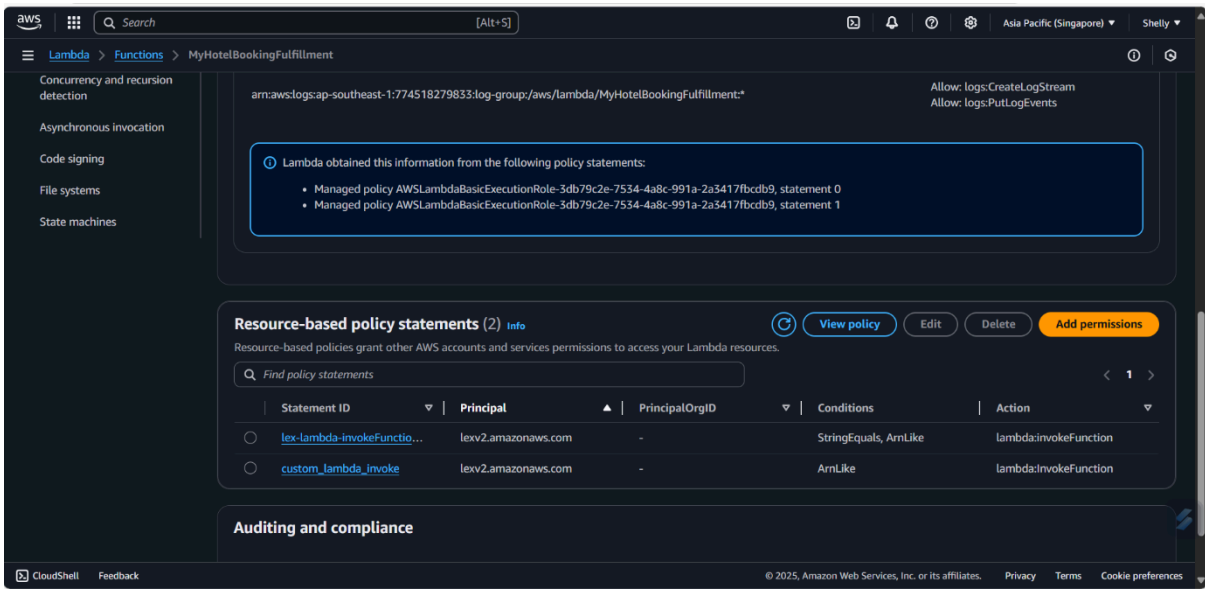 aws Search [Alt+S] Asia Pacific (Singapore) Shelly
Lambda > Functions > MyHotelBookingFulfillment
Concurrency and recursion
detection
Asynchronous invocation
Code signing
File systems
State machines
arn:aws:logs:ap-southeast-1:774518279833:log-group:/aws/lambda/MyHotelBookingFulfillment:*
Allow: logs:CreateLogStream
Allow: logs:PutLogEvents
Lambda obtained this information from the following policy statements:
• Managed policy AWSLambdaBasicExecutionRole-3db79c2e-7534-4a8c-991a-2a3417fbcdb9, statement 0
• Managed policy AWSLambdaBasicExecutionRole-3db79c2e-7534-4a8c-991a-2a3417fbcdb9, statement 1
Resource-based policy statements (2) Info View policy Edit Delete Add permissions
Resource-based policies grant other AWS accounts and services permissions to access your Lambda resources.
Find policy statements < 1 >
Statement ID Principal PrincipalOrgID Conditions Action
lex-lambda-invokeFunctio... lexv2.amazonaws.com - StringEquals, ArnLike lambda:invokeFunction
custom_lambda_invoke lexv2.amazonaws.com - ArnLike lambda:InvokeFunction
Auditing and compliance
CloudShell Feedback © 2025, Amazon Web Services, Inc. or its affiliates. Privacy Terms Cookie preferences